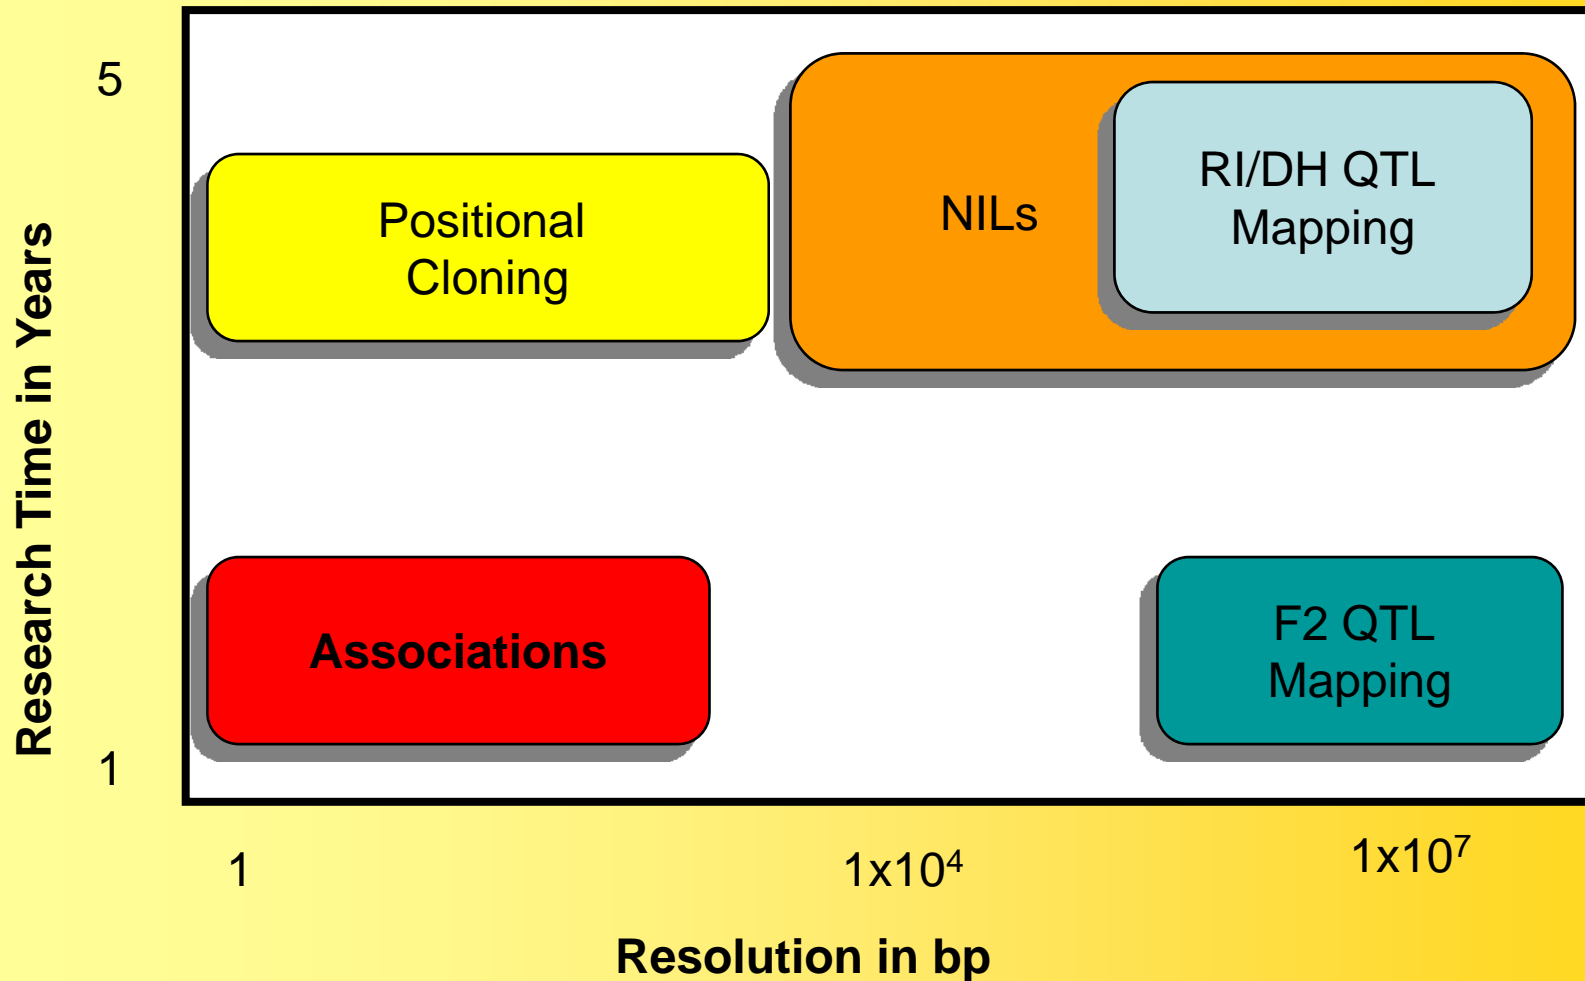 Research Time in Years
5
1
Positional
Cloning
NILs
RI/DH QTL
Mapping
Associations
F2 QTL
Mapping
1
1x10⁴
1x10⁷
Resolution in bp